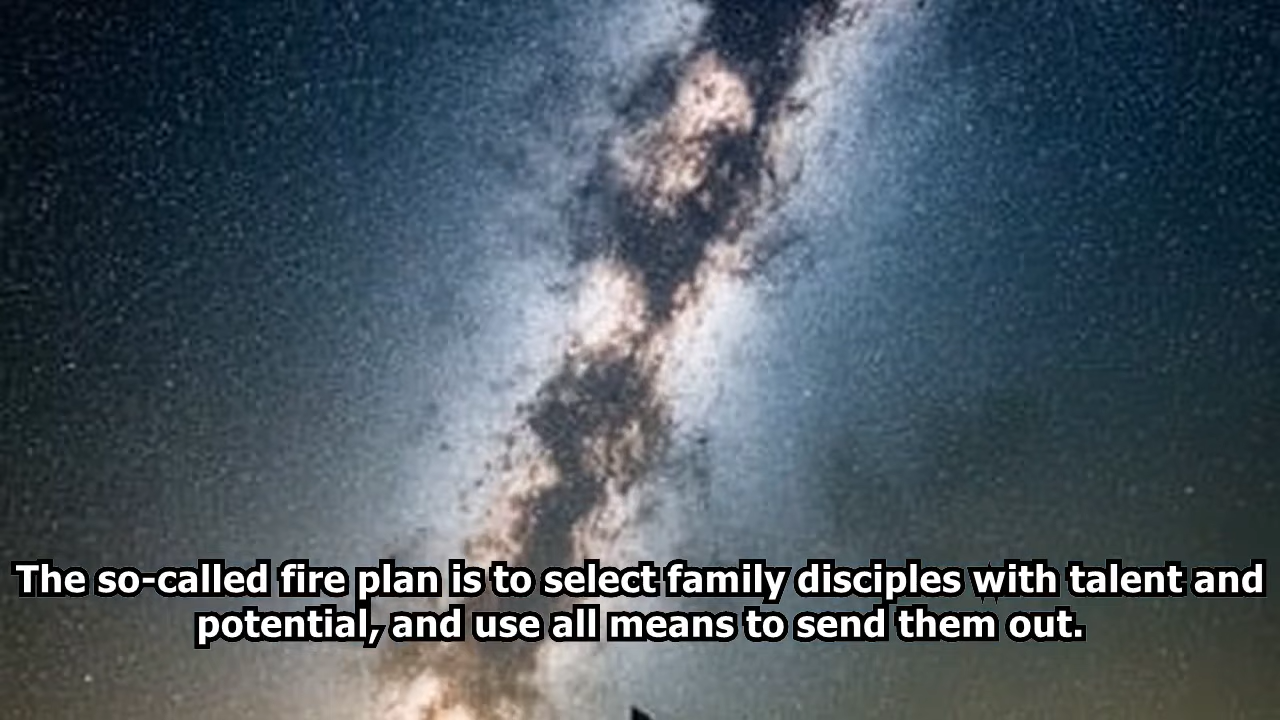 The so-called fire plan is to select family disciples with talent and
potential, and use all means to send them out.